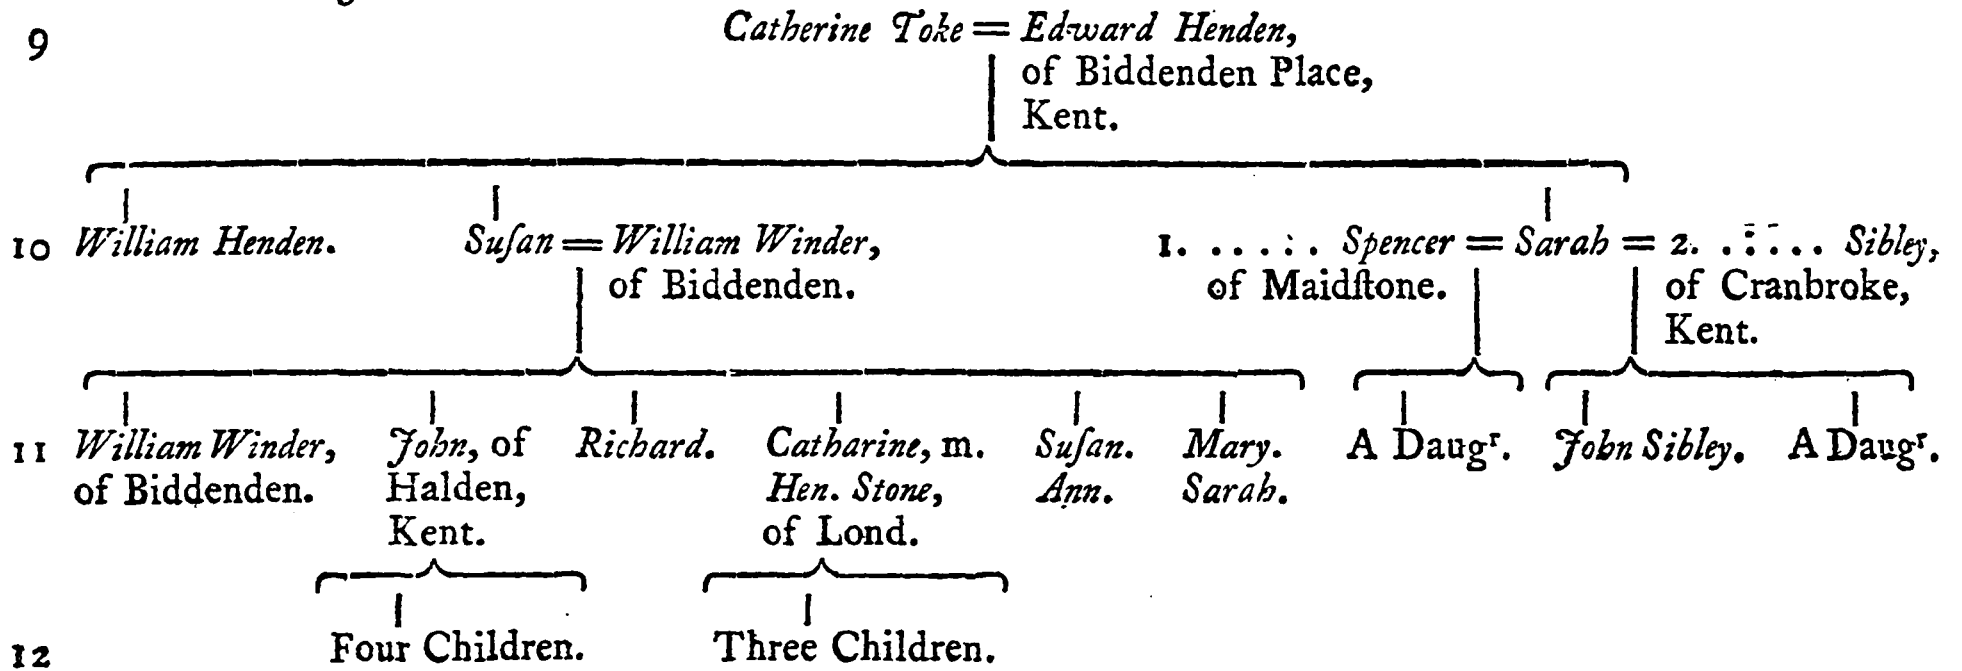 9 Catherine Toke = Edward Henden,
of Biddenden Place,
Kent.
10 William Henden. Suſan = William Winder, 1. ...... Spencer = Sarah = 2. ...... Sibley,
of Biddenden. of Maidſtone. of Cranbroke,
Kent.
11 William Winder, John, of Richard. Catharine, m. Suſan. Mary. A Daugʳ. John Sibley. A Daugʳ.
of Biddenden. Halden, Hen. Stone, Ann. Sarah.
Kent. of Lond.
12 Four Children. Three Children.